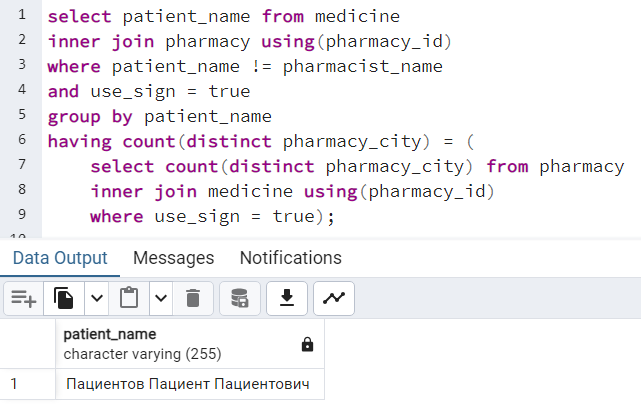 1 select patient_name from medicine
2 inner join pharmacy using(pharmacy_id)
3 where patient_name != pharmacist_name
4 and use_sign = true
5 group by patient_name
6 having count(distinct pharmacy_city) = (
7 select count(distinct pharmacy_city) from pharmacy
8 inner join medicine using(pharmacy_id)
9 where use_sign = true);
10
Data Output Messages Notifications
patient_name
character varying (255)
1 Пациентов Пациент Пациентович